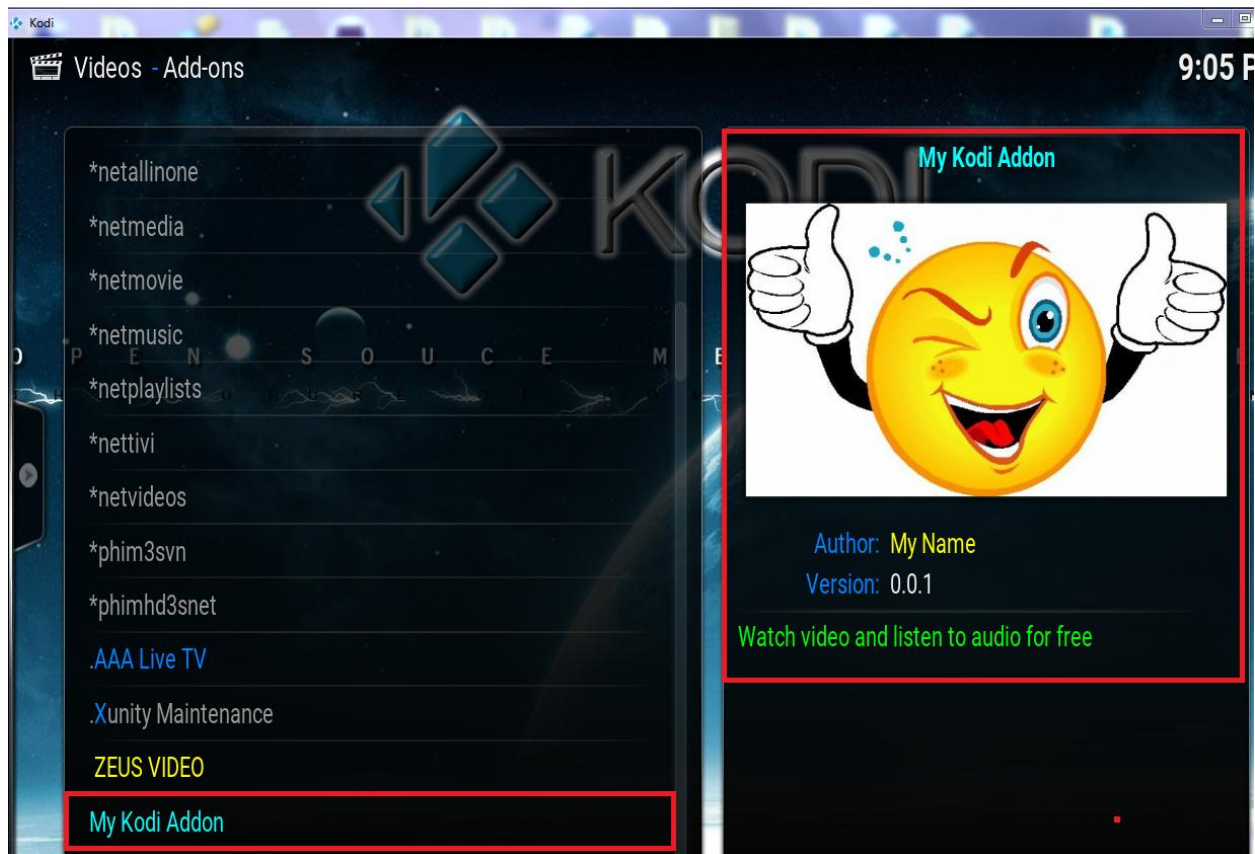 Kodi
Videos - Add-ons
9:05 P
*netallinone
*netmedia
*netmovie
*netmusic
*netplaylists
*nettivi
*netvideos
*phim3svn
*phimhd3snet
.AAA Live TV
.Xunity Maintenance
ZEUS VIDEO
My Kodi Addon
KODI
P E N S O U C E M E
My Kodi Addon
Author: My Name
Version: 0.0.1
Watch video and listen to audio for free